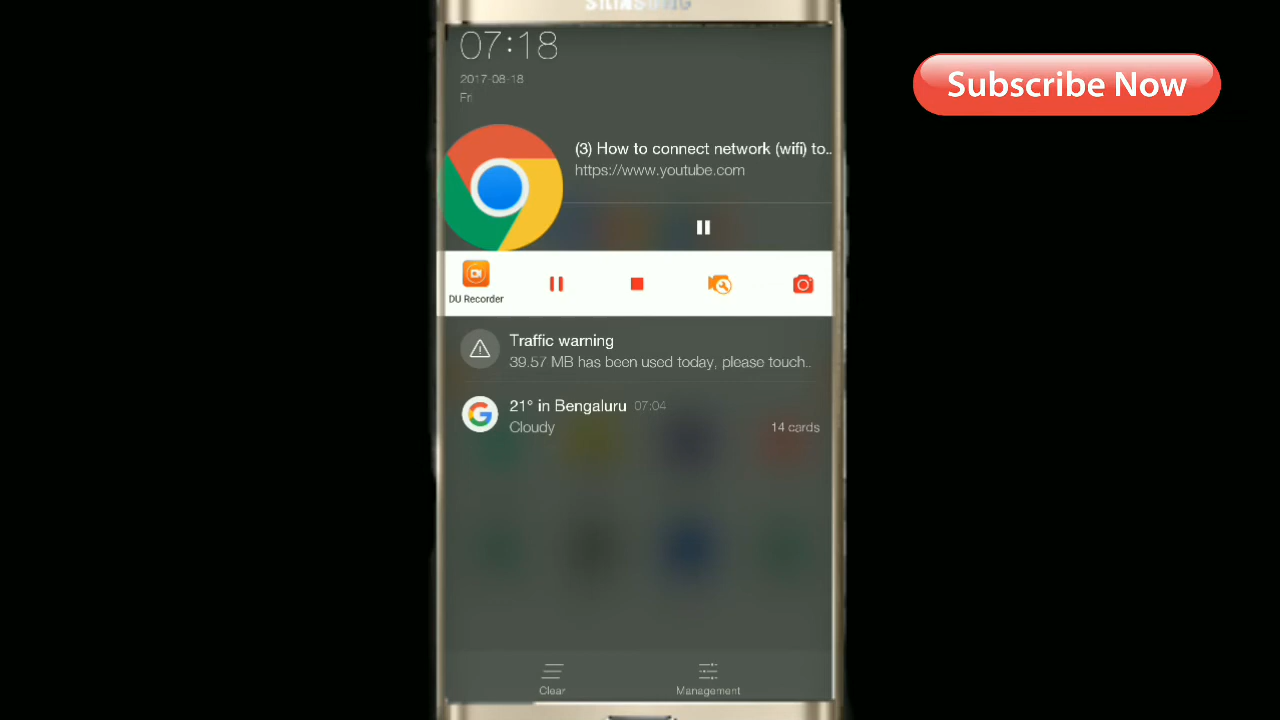 SAMSUNG
07:18
2017-08-18
Fri
Subscribe Now
(3) How to connect network (wifi) to..
https://www.youtube.com
DU Recorder
Traffic warning
39.57 MB has been used today, please touch..
21° in Bengaluru 07:04
Cloudy 14 cards
Clear Management